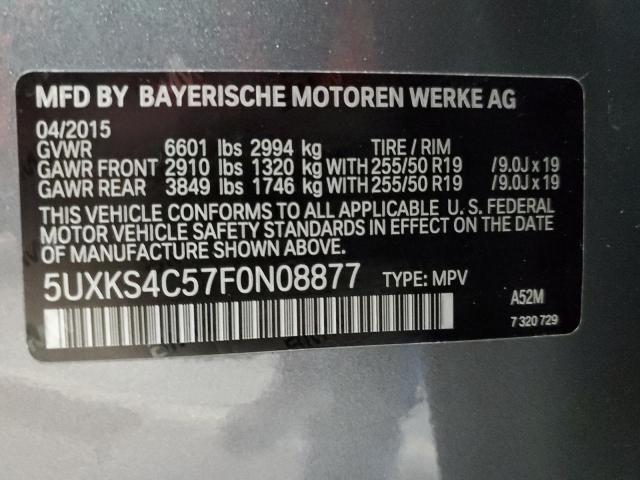 MFD BY BAYERISCHE MOTOREN WERKE AG
04/2015
GVWR 6601 lbs 2994 kg TIRE / RIM
GAWR FRONT 2910 lbs 1320 kg WITH 255/50 R19 /9.0J x 19
GAWR REAR 3849 lbs 1746 kg WITH 255/50 R19 /9.0J x 19
THIS VEHICLE CONFORMS TO ALL APPLICABLE U. S. FEDERAL
MOTOR VEHICLE SAFETY STANDARDS IN EFFECT ON THE DATE
OF MANUFACTURE SHOWN ABOVE.
5UXKS4C57F0N08877 TYPE: MPV
A52M
7 320 729